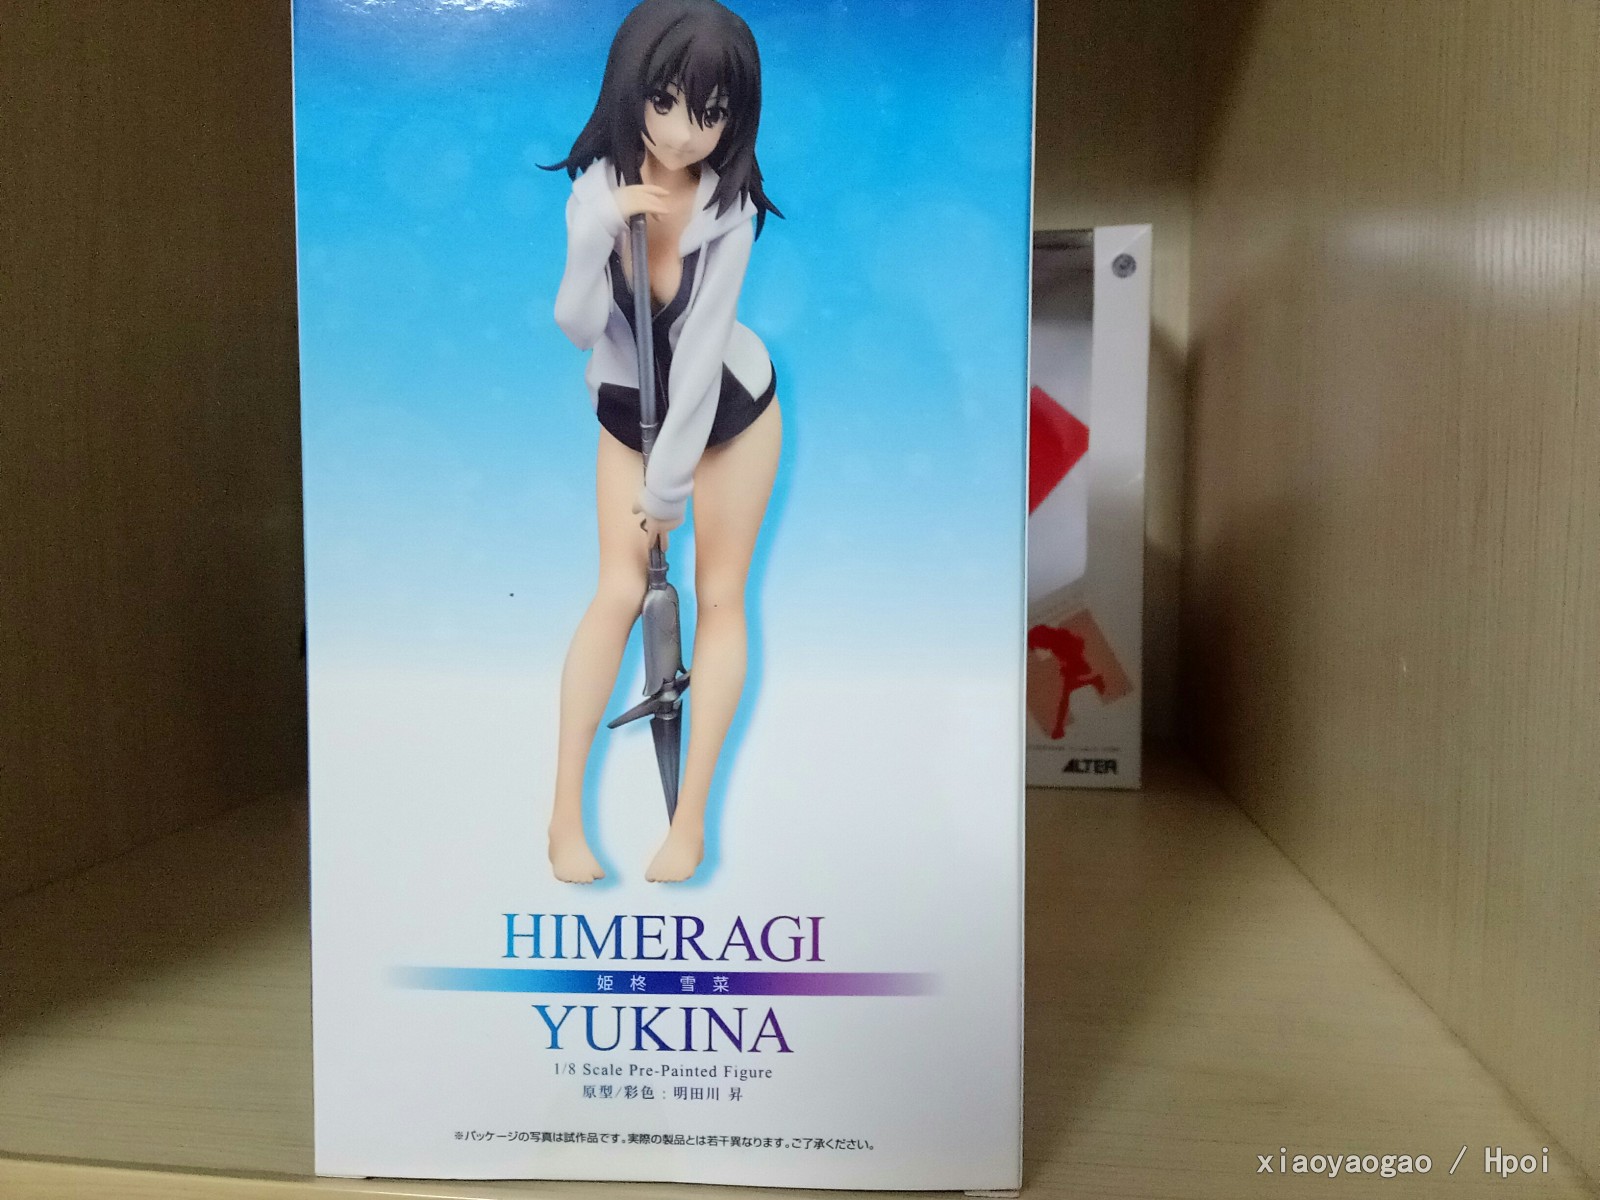 HIMERAGI
姫柊 雪菜
YUKINA
1/8 Scale Pre-Painted Figure
原型/彩色：明田川 昇
※パッケージの写真は試作品です。実際の製品とは若干異なります。ご了承ください。
ALTER
xiaoyaogao / Hpoi